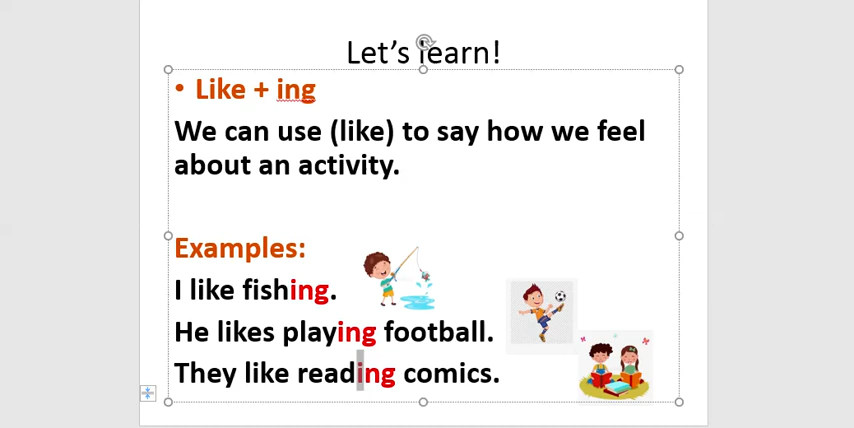 Let's learn!
• Like + ing
We can use (like) to say how we feel
about an activity.
Examples:
I like fishing.
He likes playing football.
They like reading comics.